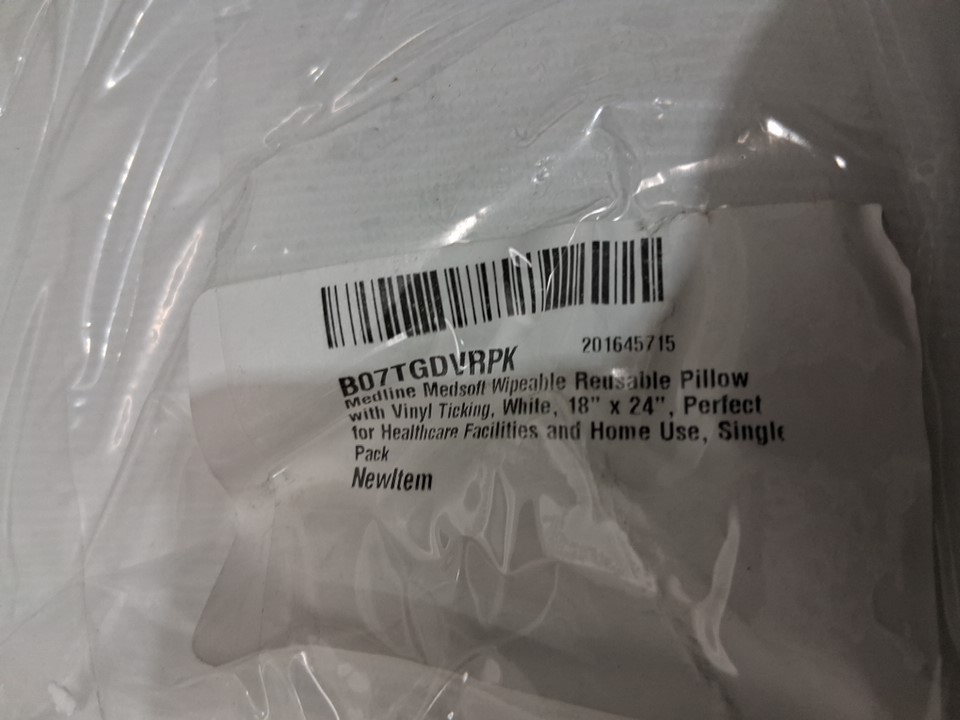 201645715
B07TGDVRPK
Medline Medsoft Wipeable Reusable Pillow
with Vinyl Ticking, White, 18" x 24", Perfect
for Healthcare Facilities and Home Use, Single
Pack
NewItem